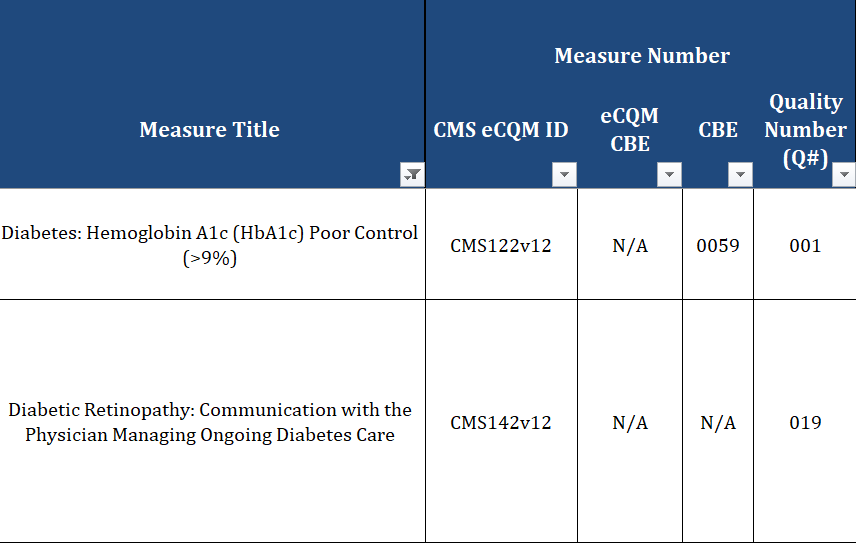 Measure Number
Measure Title
CMS eCQM ID
eCQM
CBE
CBE
Quality
Number
(Q#)
Diabetes: Hemoglobin A1c (HbA1c) Poor Control
(>9%)
CMS122v12
N/A
0059
001
Diabetic Retinopathy: Communication with the
Physician Managing Ongoing Diabetes Care
CMS142v12
N/A
N/A
019